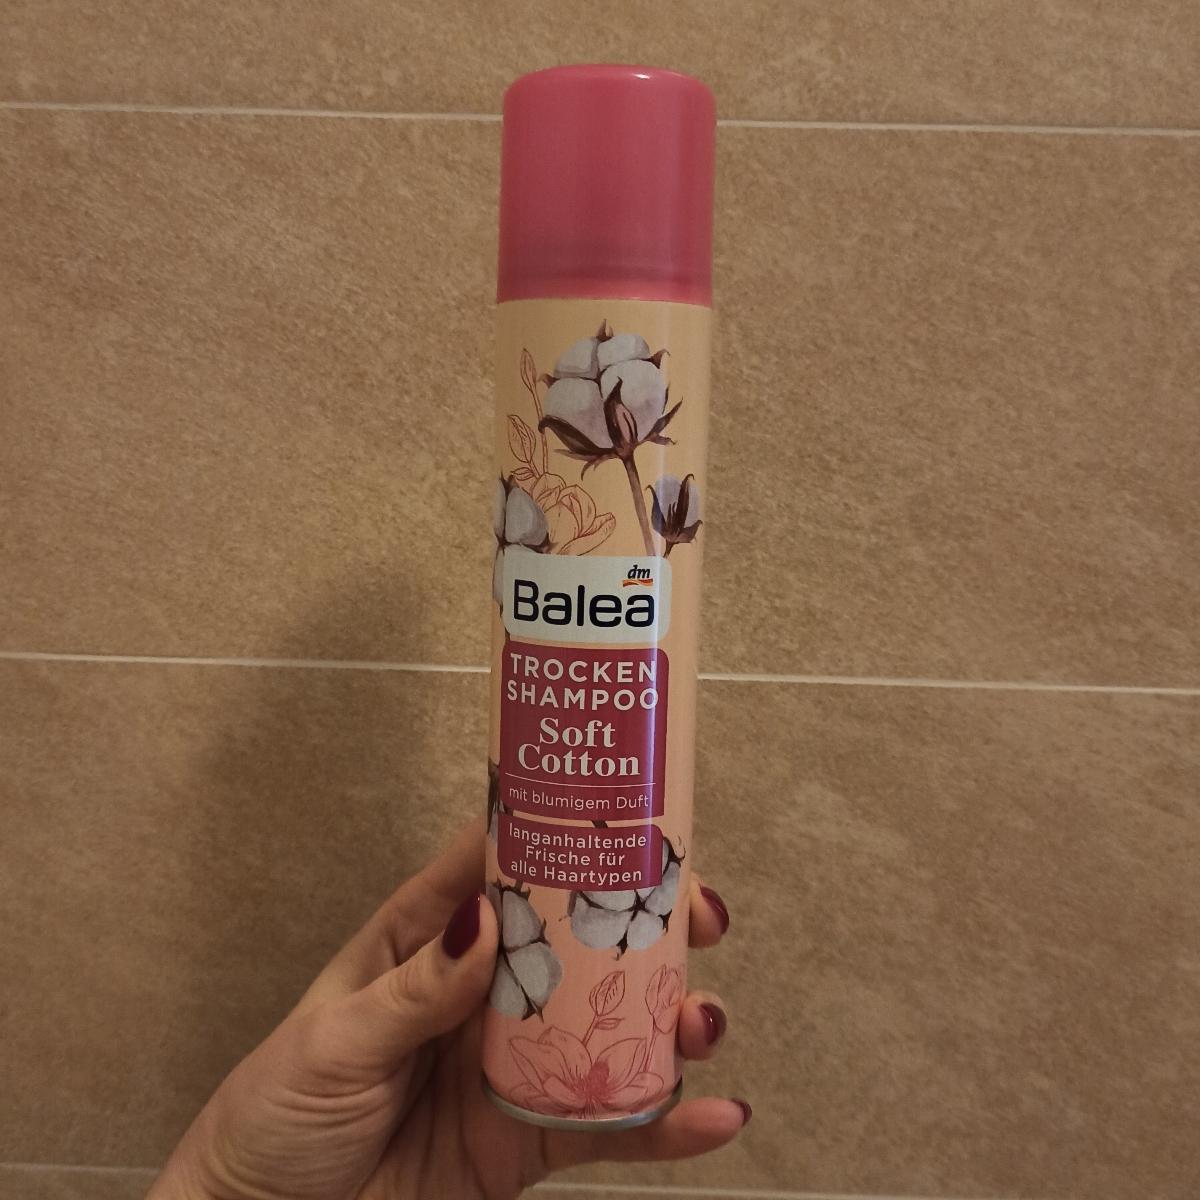 dm
Balea
TROCKEN
SHAMPOO
Soft
Cotton
mit blumigem Duft
langanhaltende
Frische für
alle Haartypen